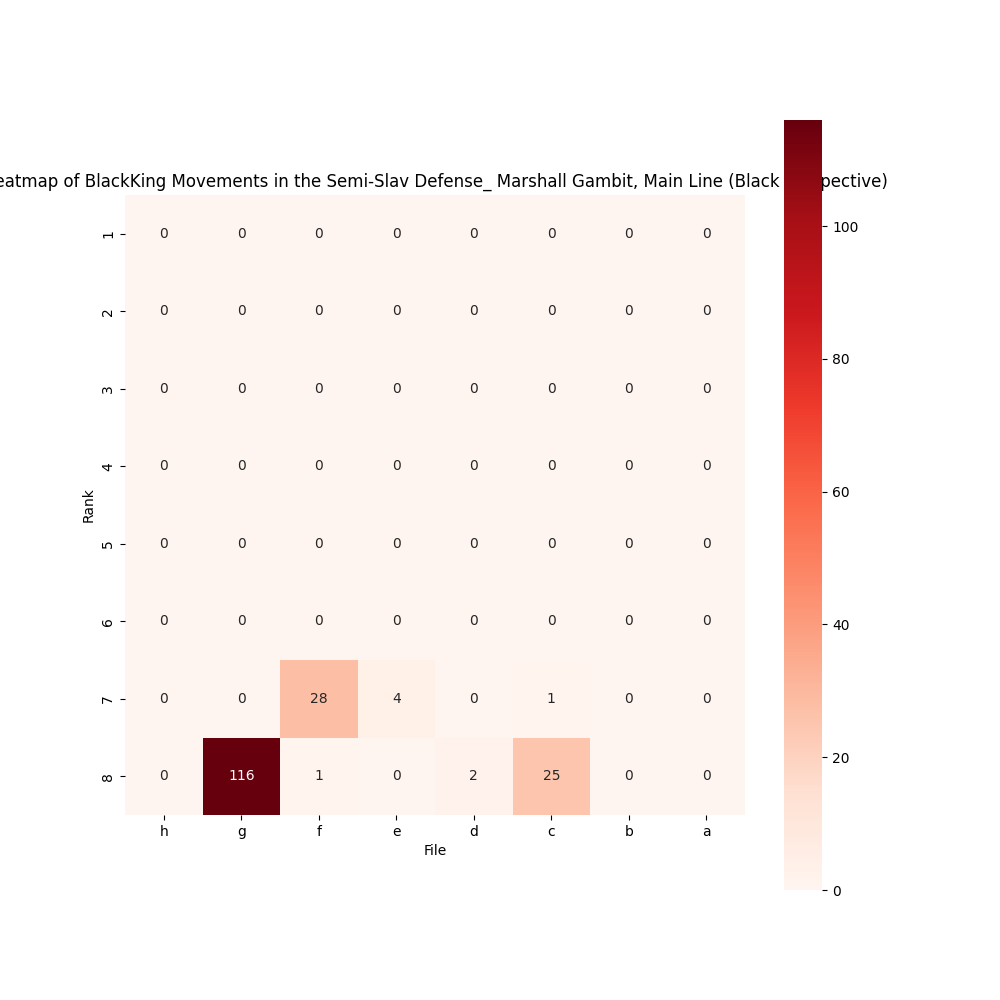 eatmap of BlackKing Movements in the Semi-Slav Defense_ Marshall Gambit, Main Line (Black pective)
1 0 0 0 0 0 0 0 0
2 0 0 0 0 0 0 0 0
3 0 0 0 0 0 0 0 0
4 0 0 0 0 0 0 0 0
Rank
5 0 0 0 0 0 0 0 0
6 0 0 0 0 0 0 0 0
7 0 0 28 4 0 1 0 0
8 0 116 1 0 2 25 0 0
h g f e d c b a
File
100
80
60
40
20
0